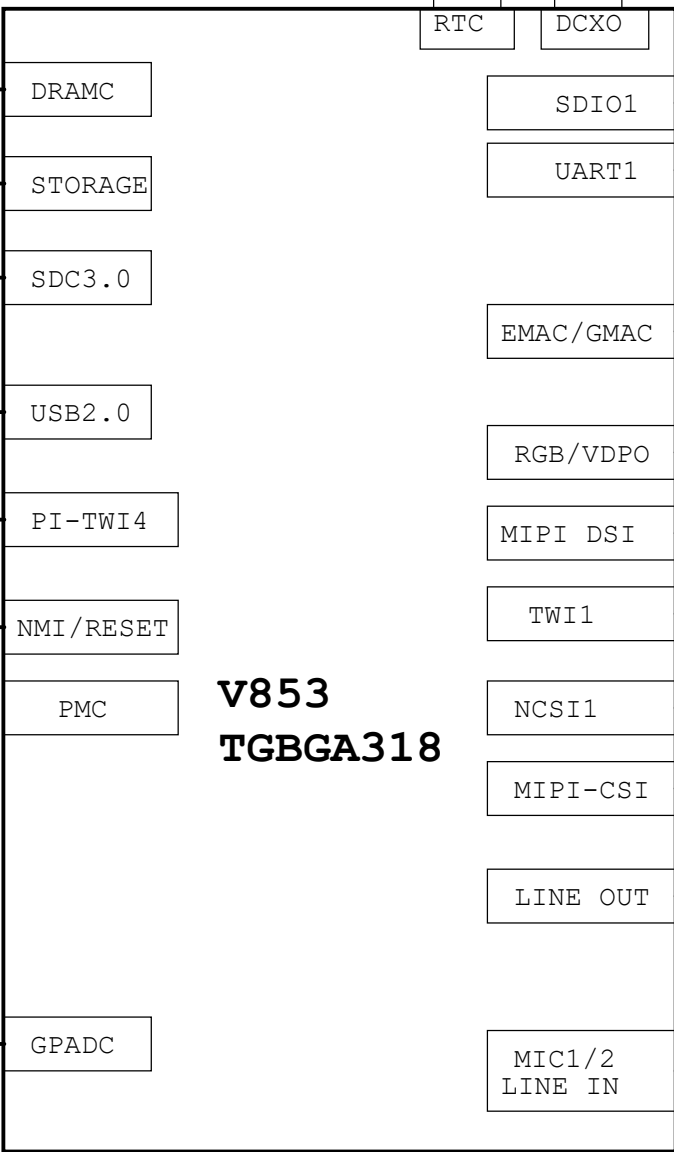 RTC
DCXO
DRAMC
SDIO1
STORAGE
UART1
SDC3.0
EMAC/GMAC
USB2.0
RGB/VDPO
PI-TWI4
MIPI DSI
NMI/RESET
TWI1
PMC
V853
TGBGA318
NCSI1
MIPI-CSI
LINE OUT
GPADC
MIC1/2
LINE IN